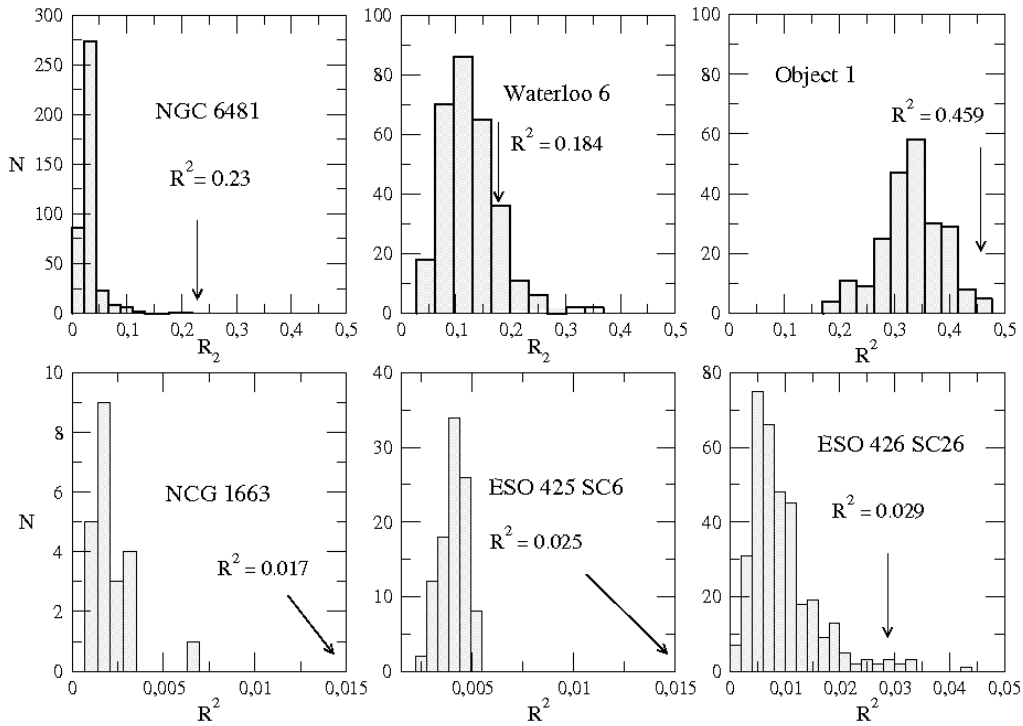 300
250
200
150
100
50
0
N
NGC 6481
R² = 0.23
0 0,1 0,2 0,3 0,4 0,5
R₂
100
80
60
40
20
0
Waterloo 6
R² = 0.184
0 0,1 0,2 0,3 0,4 0,5
R₂
100
80
60
40
20
0
Object 1
R² = 0.459
0 0,1 0,2 0,3 0,4 0,5
R²
10
8
6
4
2
0
N
NCG 1663
R² = 0.017
0 0,005 0,01 0,015
R²
40
30
20
10
0
ESO 425 SC6
R² = 0.025
0,005 0,01 0,015
R²
80
60
40
20
0
ESO 426 SC26
R² = 0.029
0 0,01 0,02 0,03 0,04 0,05
R²